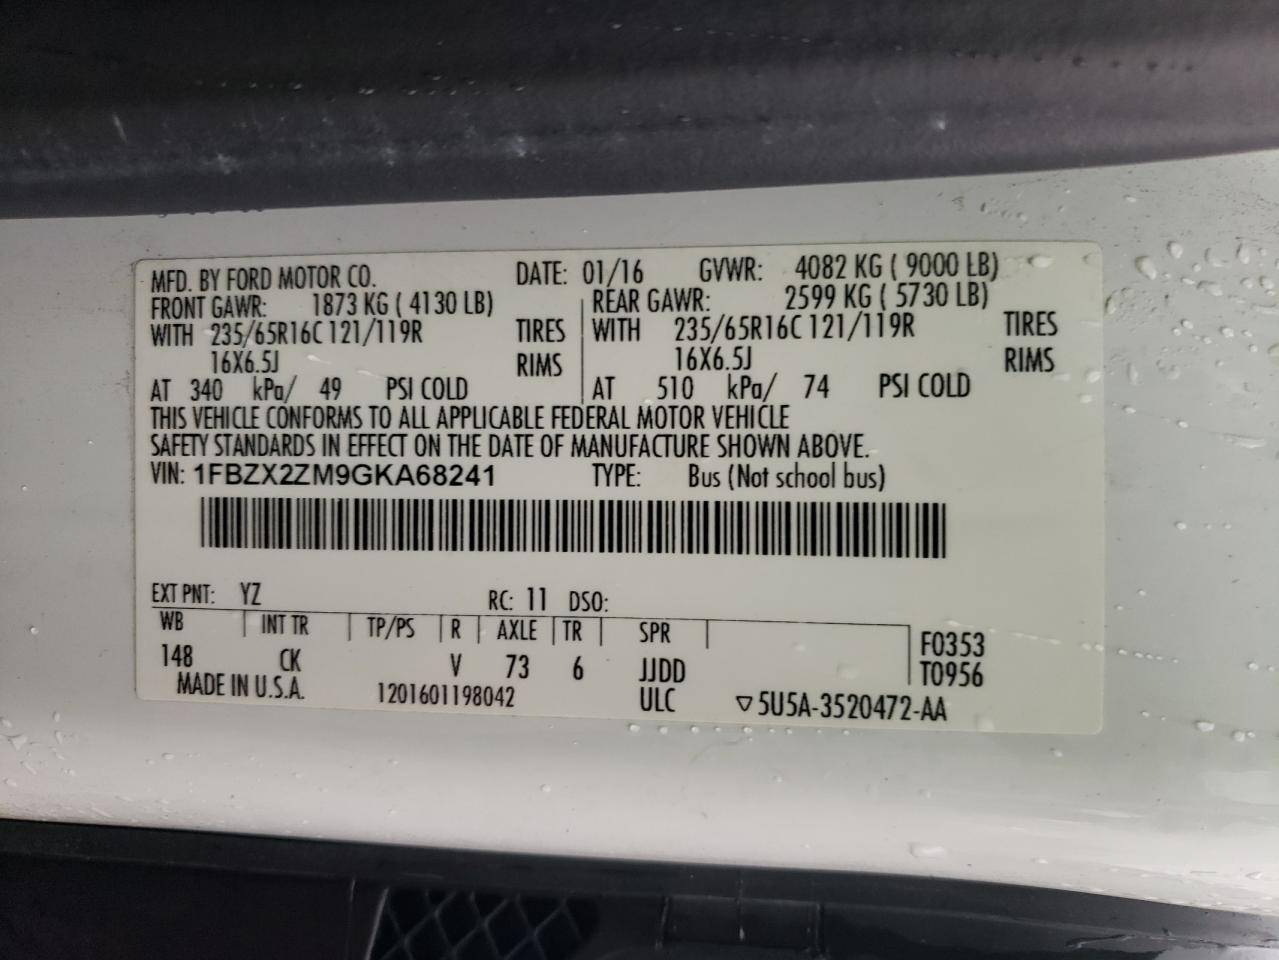 MFD. BY FORD MOTOR CO. DATE: 01/16 GVWR: 4082 KG ( 9000 LB)
FRONT GAWR: 1873 KG ( 4130 LB) REAR GAWR: 2599 KG ( 5730 LB)
WITH 235/65R16C 121/119R TIRES WITH 235/65R16C 121/119R TIRES
16X6.5J RIMS 16X6.5J RIMS
AT 340 kPa/ 49 PSI COLD AT 510 kPa/ 74 PSI COLD
THIS VEHICLE CONFORMS TO ALL APPLICABLE FEDERAL MOTOR VEHICLE
SAFETY STANDARDS IN EFFECT ON THE DATE OF MANUFACTURE SHOWN ABOVE.
VIN: 1FBZX2ZM9GKA68241 TYPE: Bus (Not school bus)
EXT PNT: YZ RC: 11 DSO:
WB INT TR TP/PS R AXLE TR SPR F0353
148 CK V 73 6 JJDD T0956
MADE IN U.S.A. 1201601198042 ULC ▽5U5A-3520472-AA